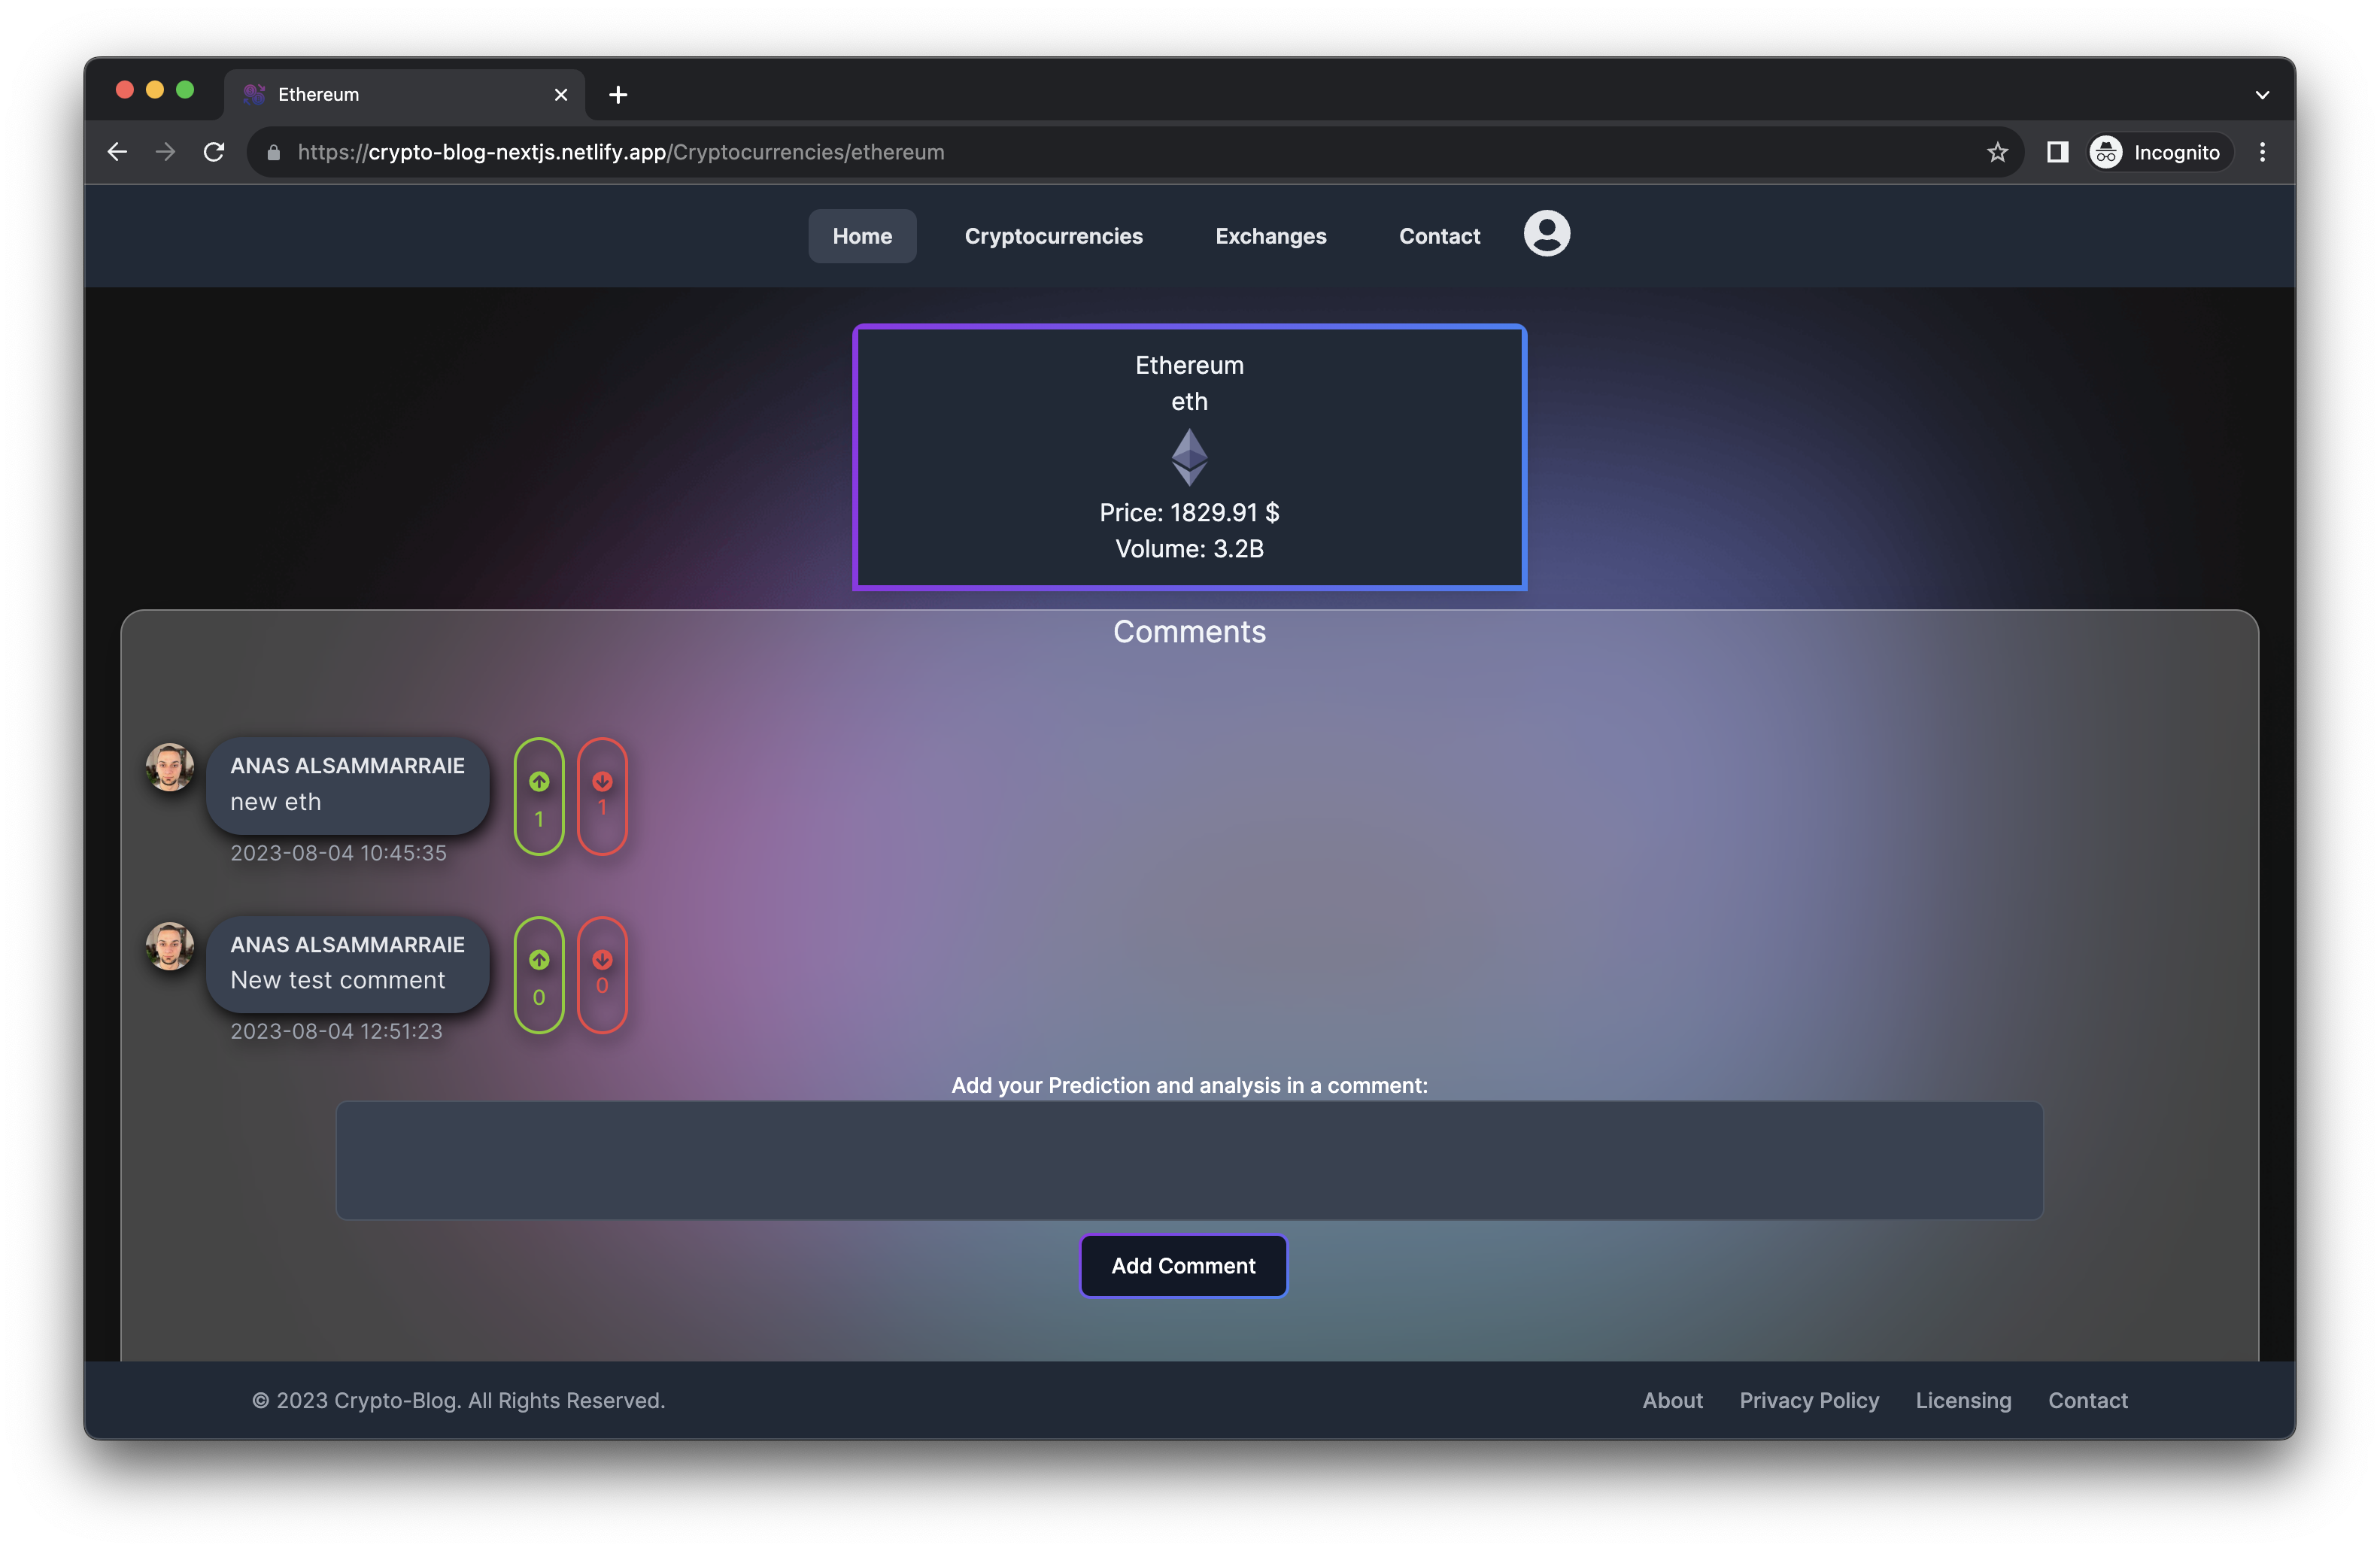 Ethereum
https://crypto-blog-nextjs.netlify.app/Cryptocurrencies/ethereum
Incognito
Home Cryptocurrencies Exchanges Contact
Ethereum
eth
Price: 1829.91 $
Volume: 3.2B
Comments
ANAS ALSAMMARRAIE
new eth
1 1
2023-08-04 10:45:35
ANAS ALSAMMARRAIE
New test comment
0 0
2023-08-04 12:51:23
Add your Prediction and analysis in a comment:
Add Comment
© 2023 Crypto-Blog. All Rights Reserved.
About Privacy Policy Licensing Contact